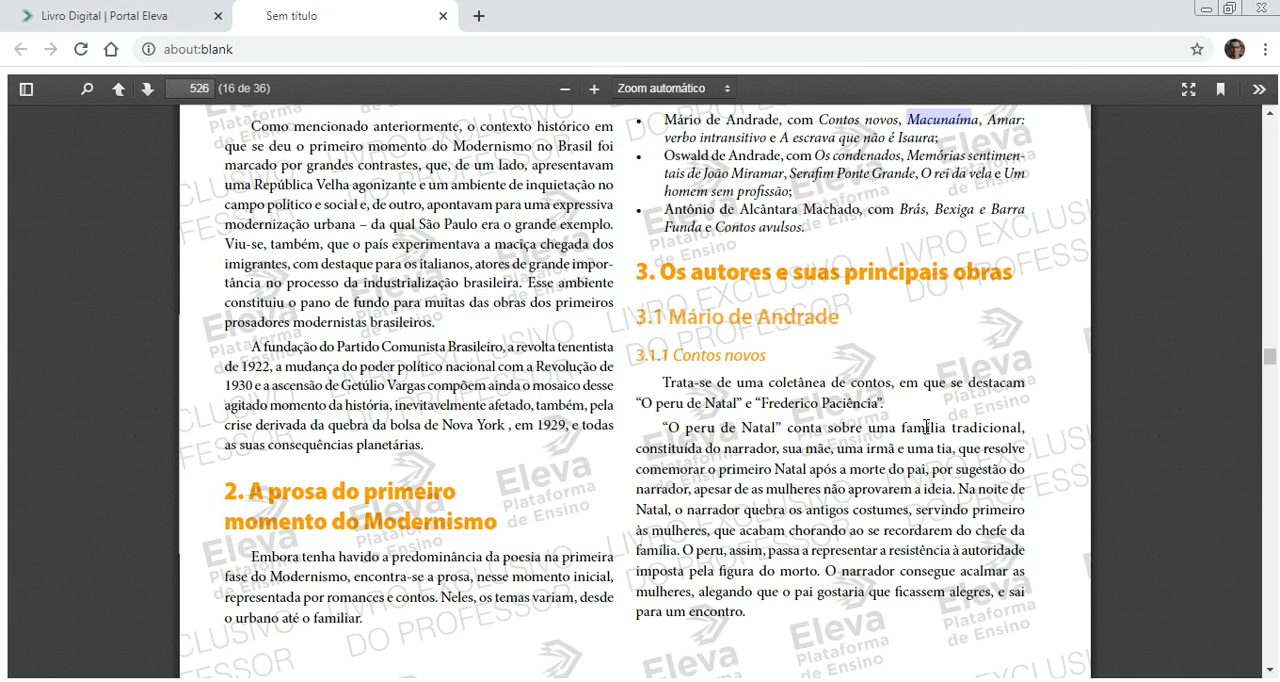 Livro Digital | Portal Eleva
Sem título
about:blank
526 (16 de 36)
Zoom automático
Como mencionado anteriormente, o contexto histórico em
que se deu o primeiro momento do Modernismo no Brasil foi
marcado por grandes contrastes, que, de um lado, apresentavam
uma República Velha agonizante e um ambiente de inquietação no
campo político e social e, de outro, apontavam para uma expressiva
modernização urbana – da qual São Paulo era o grande exemplo.
Viu-se, também, que o país experimentava a maciça chegada dos
imigrantes, com destaque para os italianos, atores de grande impor-
tância no processo da industrialização brasileira. Esse ambiente
constituiu o pano de fundo para muitas das obras dos primeiros
prosadores modernistas brasileiros.
A fundação do Partido Comunista Brasileiro, a revolta tenentista
de 1922, a mudança do poder político nacional com a Revolução de
1930 e a ascensão de Getúlio Vargas compõem ainda o mosaico desse
agitado momento da história, inevitavelmente afetado, também, pela
crise derivada da quebra da bolsa de Nova York , em 1929, e todas
as suas consequências planetárias.
2. A prosa do primeiro
momento do Modernismo
Embora tenha havido a predominância da poesia na primeira
fase do Modernismo, encontra-se a prosa, nesse momento inicial,
representada por romances e contos. Neles, os temas variam, desde
o urbano até o familiar.
• Mário de Andrade, com Contos novos, Macunaíma, Amar:
verbo intransitivo e A escrava que não é Isaura;
• Oswald de Andrade, com Os condenados, Memórias sentimen-
tais de João Miramar, Serafim Ponte Grande, O rei da vela e Um
homem sem profissão;
• Antônio de Alcântara Machado, com Brás, Bexiga e Barra
Funda e Contos avulsos.
3. Os autores e suas principais obras
3.1 Mário de Andrade
3.1.1 Contos novos
Trata-se de uma coletânea de contos, em que se destacam
“O peru de Natal” e “Frederico Paciência”.
“O peru de Natal” conta sobre uma família tradicional,
constituída do narrador, sua mãe, uma irmã e uma tia, que resolve
comemorar o primeiro Natal após a morte do pai, por sugestão do
narrador, apesar de as mulheres não aprovarem a ideia. Na noite de
Natal, o narrador quebra os antigos costumes, servindo primeiro
às mulheres, que acabam chorando ao se recordarem do chefe da
família. O peru, assim, passa a representar a resistência à autoridade
imposta pela figura do morto. O narrador consegue acalmar as
mulheres, alegando que o pai gostaria que ficassem alegres, e sai
para um encontro.
LIVRO EXCLUSIVO
DO PROFESSOR
Eleva
Plataforma
de Ensino